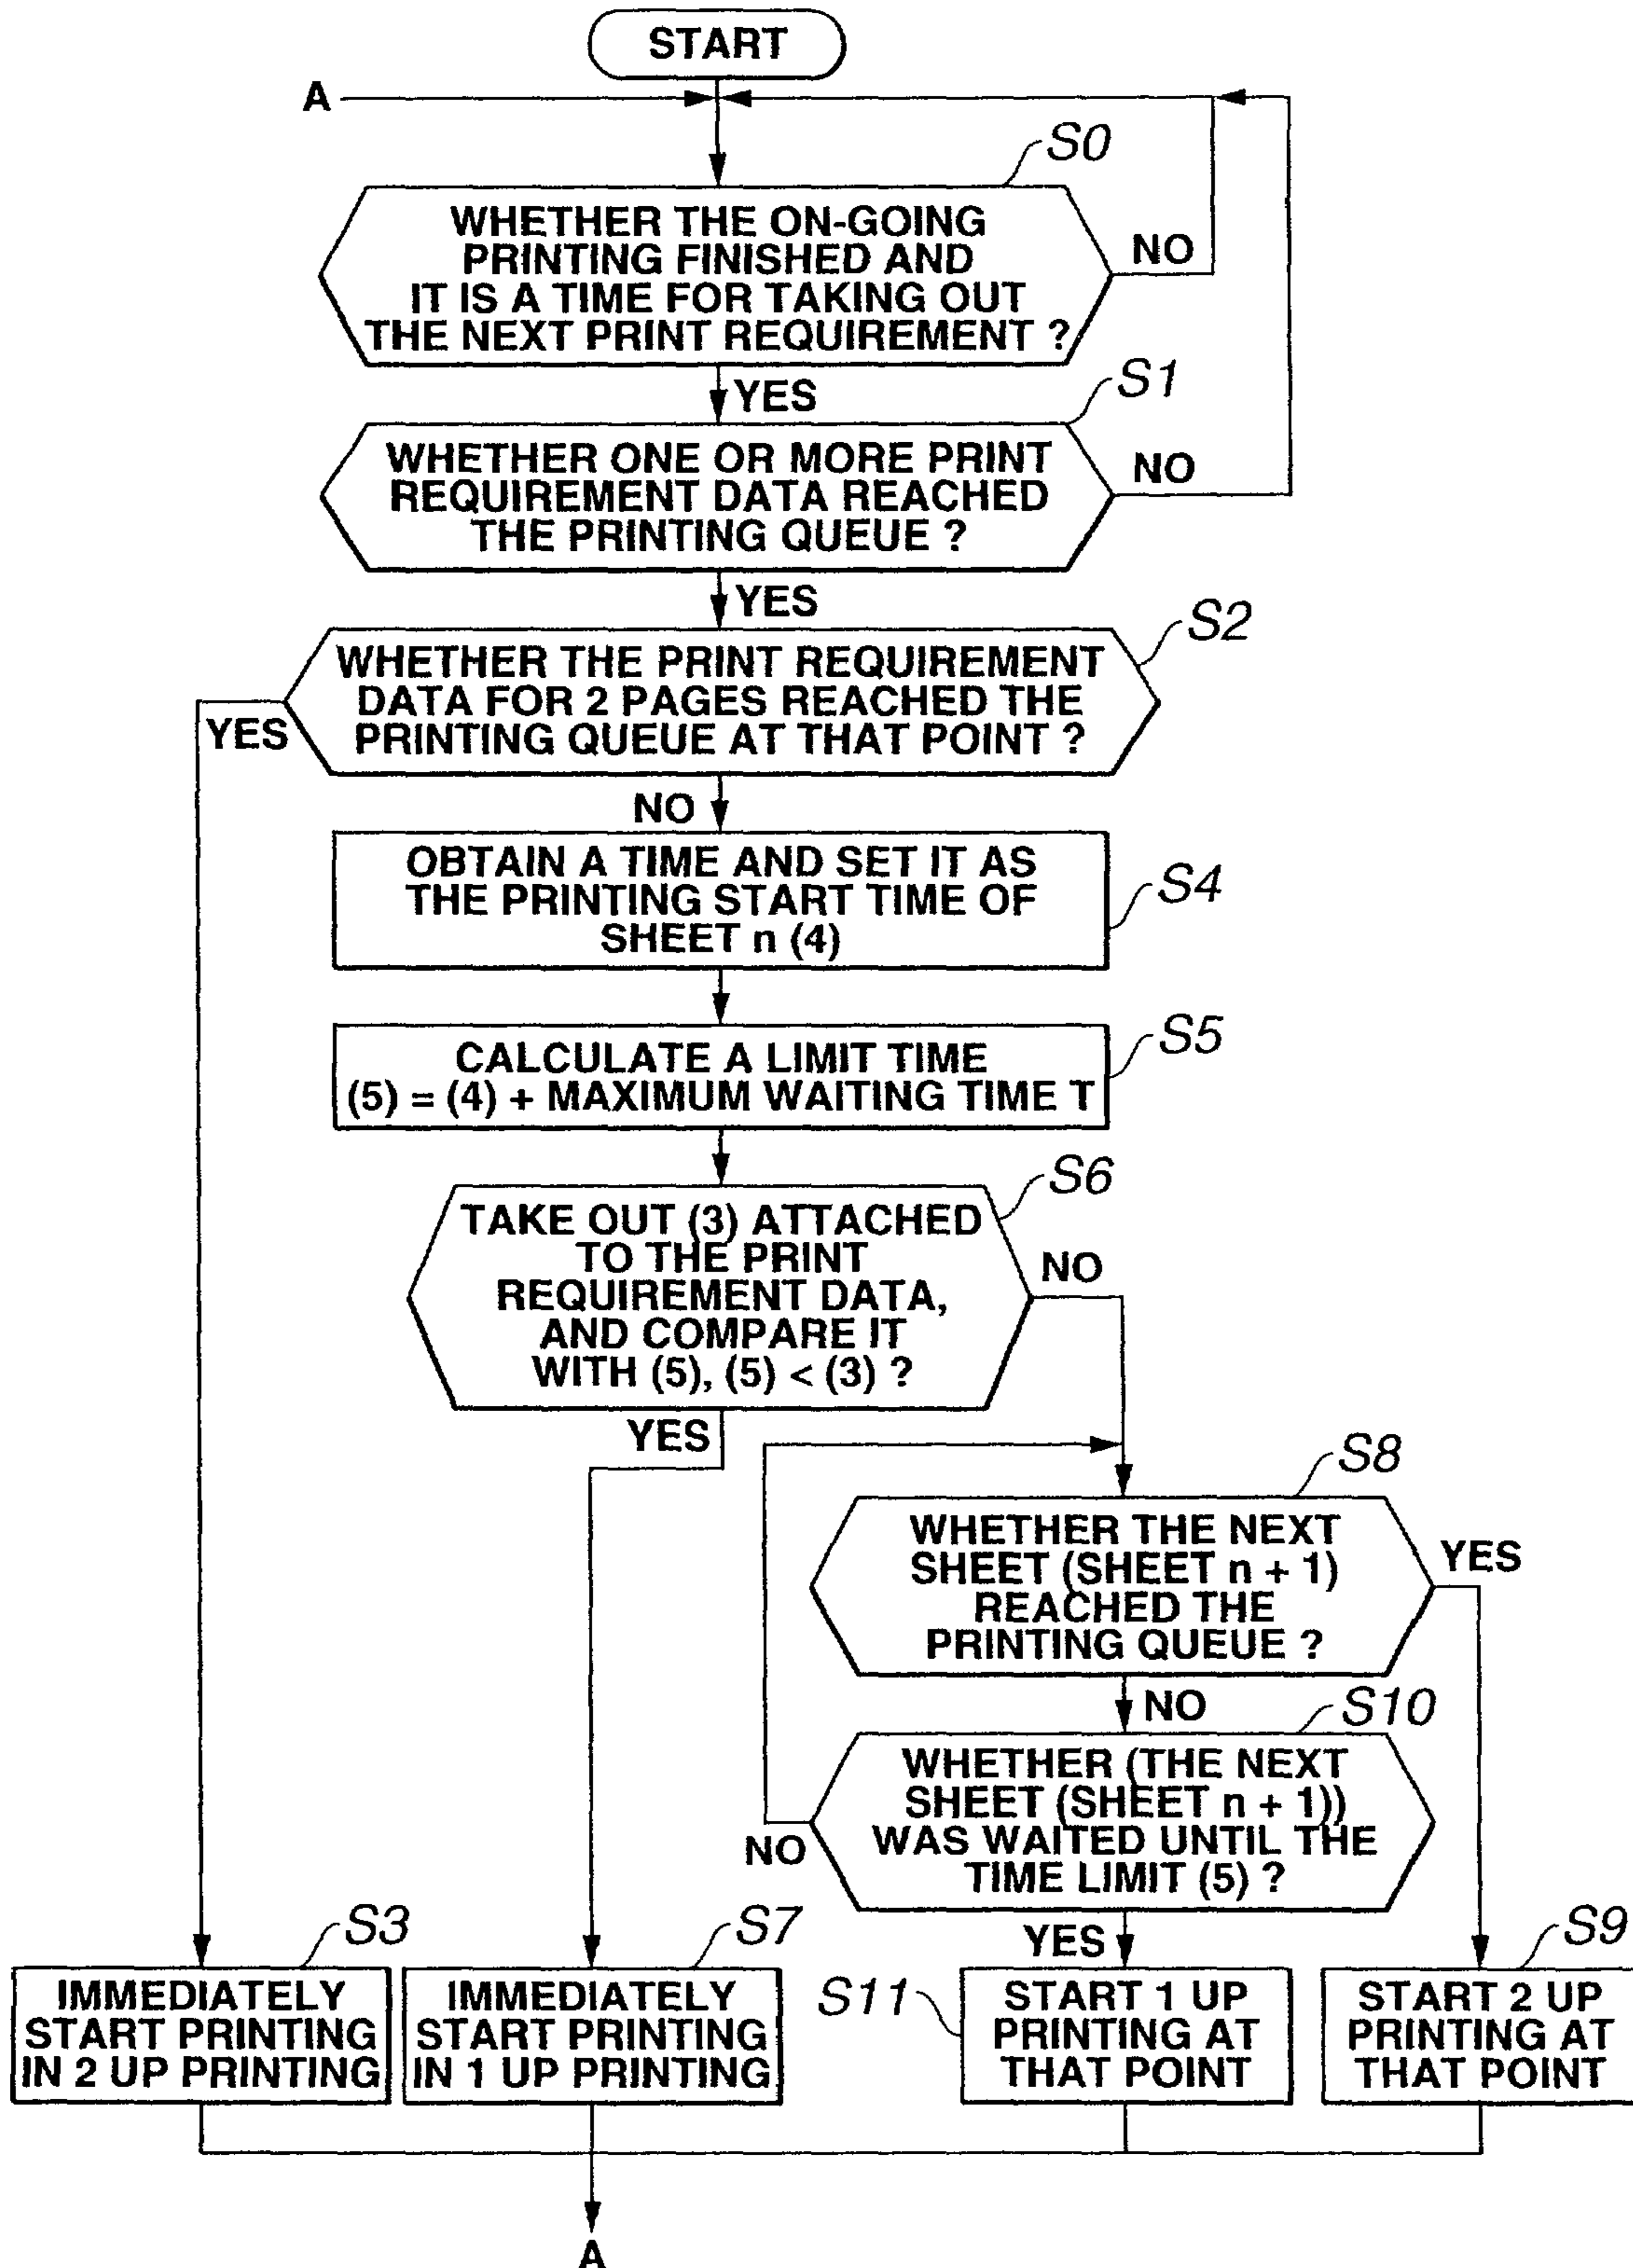 START
A
S0
WHETHER THE ON-GOING
PRINTING FINISHED AND
IT IS A TIME FOR TAKING OUT
THE NEXT PRINT REQUIREMENT ?
NO
YES
S1
WHETHER ONE OR MORE PRINT
REQUIREMENT DATA REACHED
THE PRINTING QUEUE ?
NO
YES
S2
WHETHER THE PRINT REQUIREMENT
DATA FOR 2 PAGES REACHED THE
PRINTING QUEUE AT THAT POINT ?
YES
NO
OBTAIN A TIME AND SET IT AS
THE PRINTING START TIME OF
SHEET n (4)
S4
S5
CALCULATE A LIMIT TIME
(5) = (4) + MAXIMUM WAITING TIME T
S6
TAKE OUT (3) ATTACHED
TO THE PRINT
REQUIREMENT DATA,
AND COMPARE IT
WITH (5), (5) < (3) ?
NO
YES
S8
WHETHER THE NEXT
SHEET (SHEET n + 1)
REACHED THE
PRINTING QUEUE ?
YES
NO
S10
WHETHER (THE NEXT
SHEET (SHEET n + 1))
WAS WAITED UNTIL THE
TIME LIMIT (5) ?
NO
YES
S3
IMMEDIATELY
START PRINTING
IN 2 UP PRINTING
S7
IMMEDIATELY
START PRINTING
IN 1 UP PRINTING
S11
START 1 UP
PRINTING AT
THAT POINT
S9
START 2 UP
PRINTING AT
THAT POINT
A